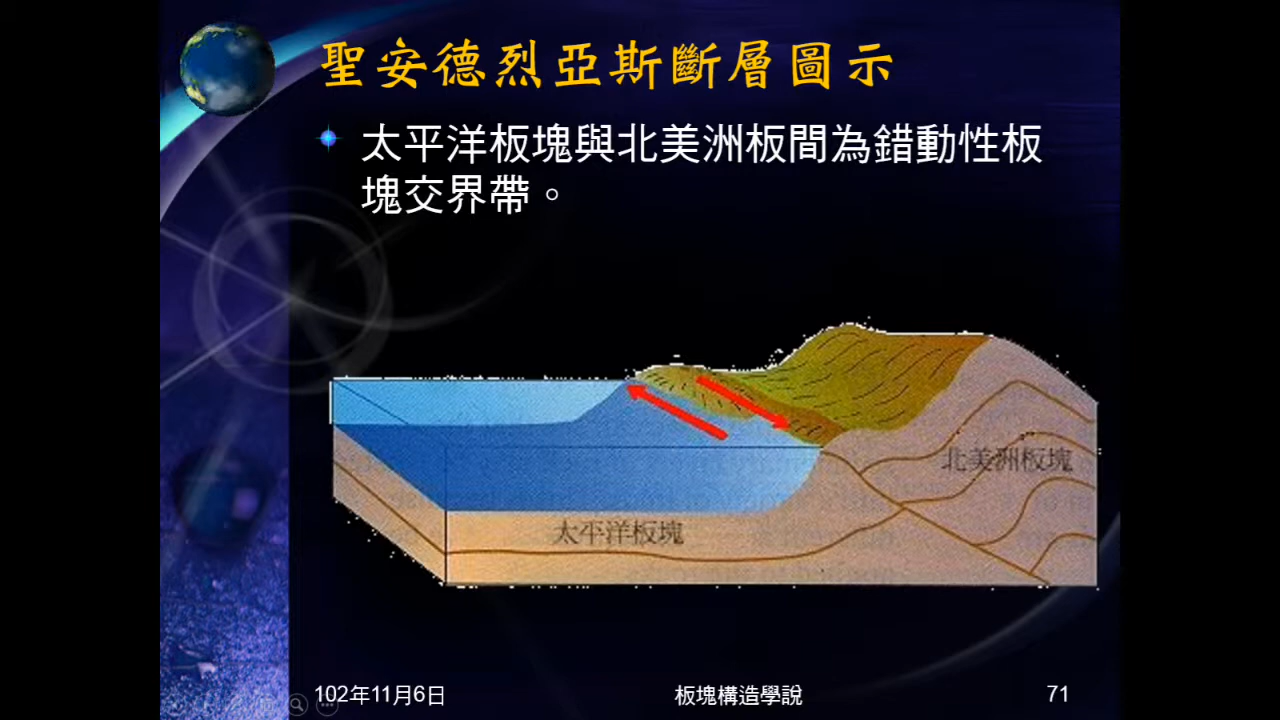 聖安德烈亞斯斷層圖示
太平洋板塊與北美洲板間為錯動性板
塊交界帶。
北美洲板塊
太平洋板塊
102年11月6日
板塊構造學說
71